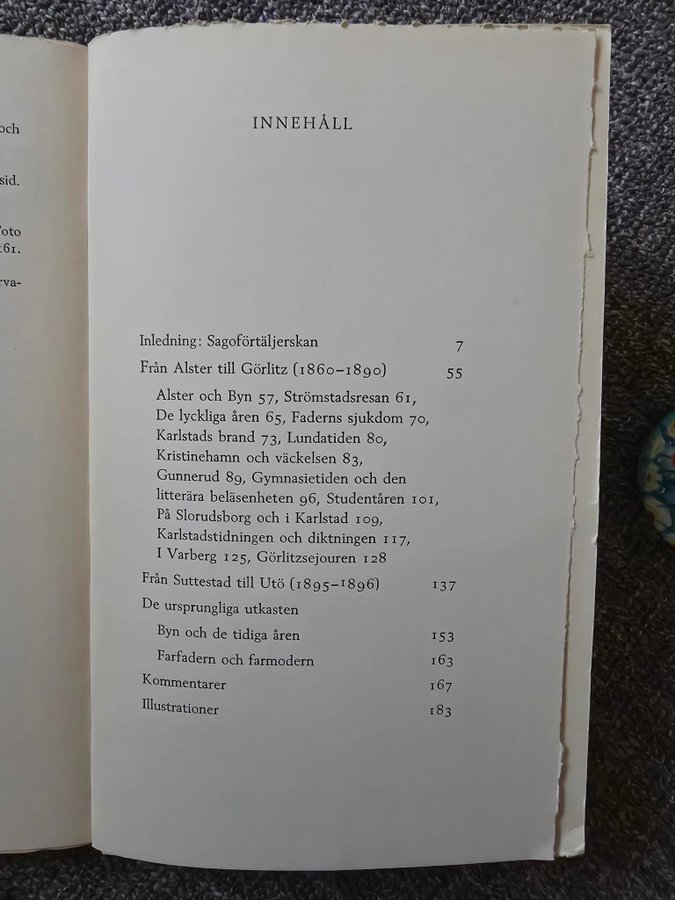 och
sid.
Foto
161.
rva-
INNEHÅLL
Inledning: Sagoförtäljerskan 7
Från Alster till Görlitz (1860–1890) 55
Alster och Byn 57, Strömstadsresan 61,
De lyckliga åren 65, Faderns sjukdom 70,
Karlstads brand 73, Lundatiden 80,
Kristinehamn och väckelsen 83,
Gunnerud 89, Gymnasietiden och den
litterära beläsenheten 96, Studentåren 101,
På Slorudsborg och i Karlstad 109,
Karlstadstidningen och diktningen 117,
I Varberg 125, Görlitzsejouren 128
Från Suttestad till Utö (1895–1896) 137
De ursprungliga utkasten
Byn och de tidiga åren 153
Farfadern och farmodern 163
Kommentarer 167
Illustrationer 183